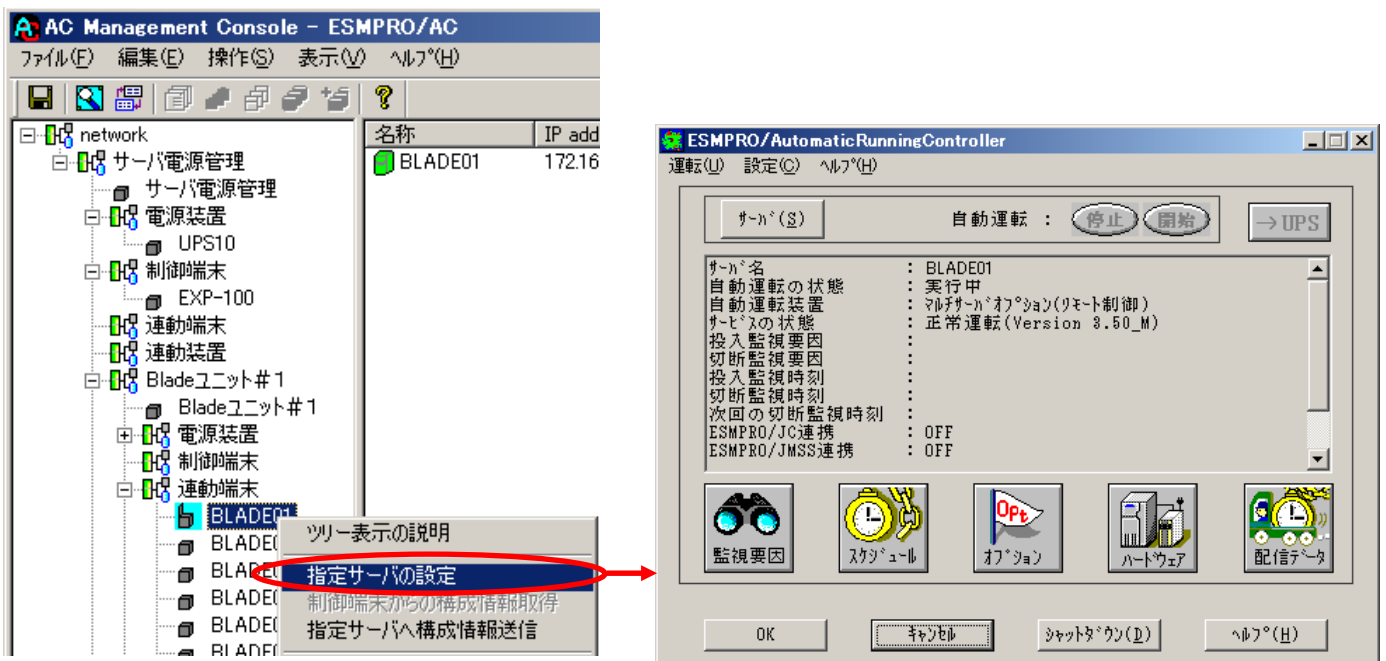 AC Management Console – ESMPRO/AC
ファイル(F) 編集(E) 操作(S) 表示(V) ヘルプ(H)
network
サーバ電源管理
サーバ電源管理
電源装置
UPS10
制御端末
EXP-100
連動端末
連動装置
Bladeユニット#1
Bladeユニット#1
電源装置
制御端末
連動端末
BLADE01
BLADE
BLADE
BLADE
BLADE
BLADE
名称 IP add
BLADE01 172.16
ツリー表示の説明
指定サーバの設定
制御端末からの構成情報取得
指定サーバへ構成情報送信
ESMPRO/AutomaticRunningController
運転(U) 設定(C) ヘルプ(H)
サーバ(S) 自動運転 : 停止 開始 →UPS
サーバ名 : BLADE01
自動運転の状態 : 実行中
自動運転装置 : マルチサーバオプション(リモート制御)
サービスの状態 : 正常運転(Version 3.50_M)
投入監視要因 :
切断監視要因 :
投入監視時刻 :
切断監視時刻 :
次回の切断監視時刻 :
ESMPRO/JC連携 : OFF
ESMPRO/JMSS連携 : OFF
Opt
監視要因 スケジュール オプション ハードウェア 配信データ
OK キャンセル シャットダウン(D) ヘルプ(H)